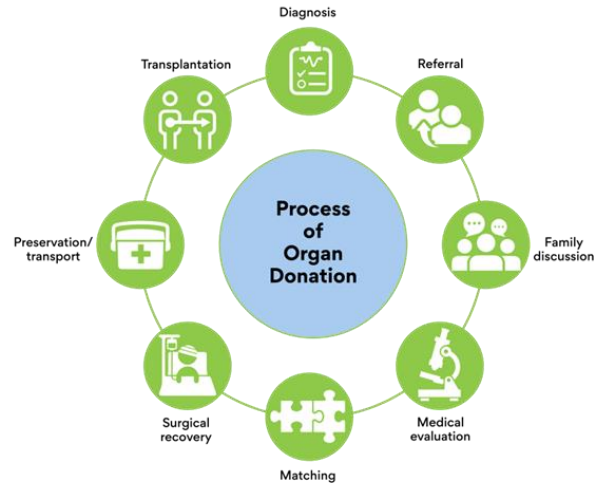 Diagnosis
Referral
Family
discussion
Medical
evaluation
Matching
Surgical
recovery
Preservation/
transport
Transplantation
Process
of
Organ
Donation